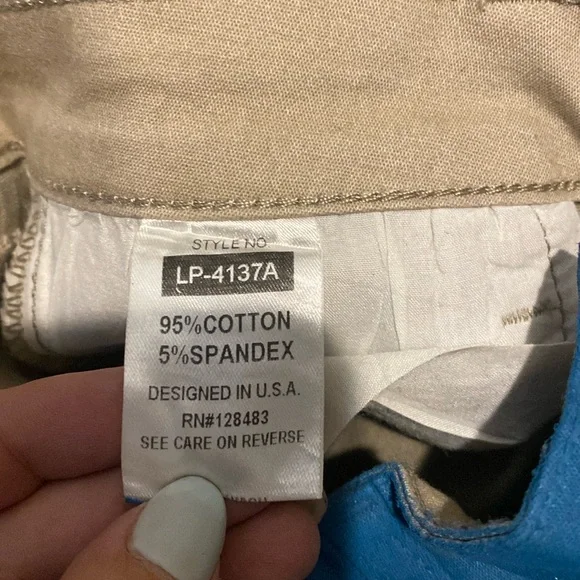 STYLE NO
LP-4137A
95%COTTON
5%SPANDEX
DESIGNED IN U.S.A.
RN#128483
SEE CARE ON REVERSE